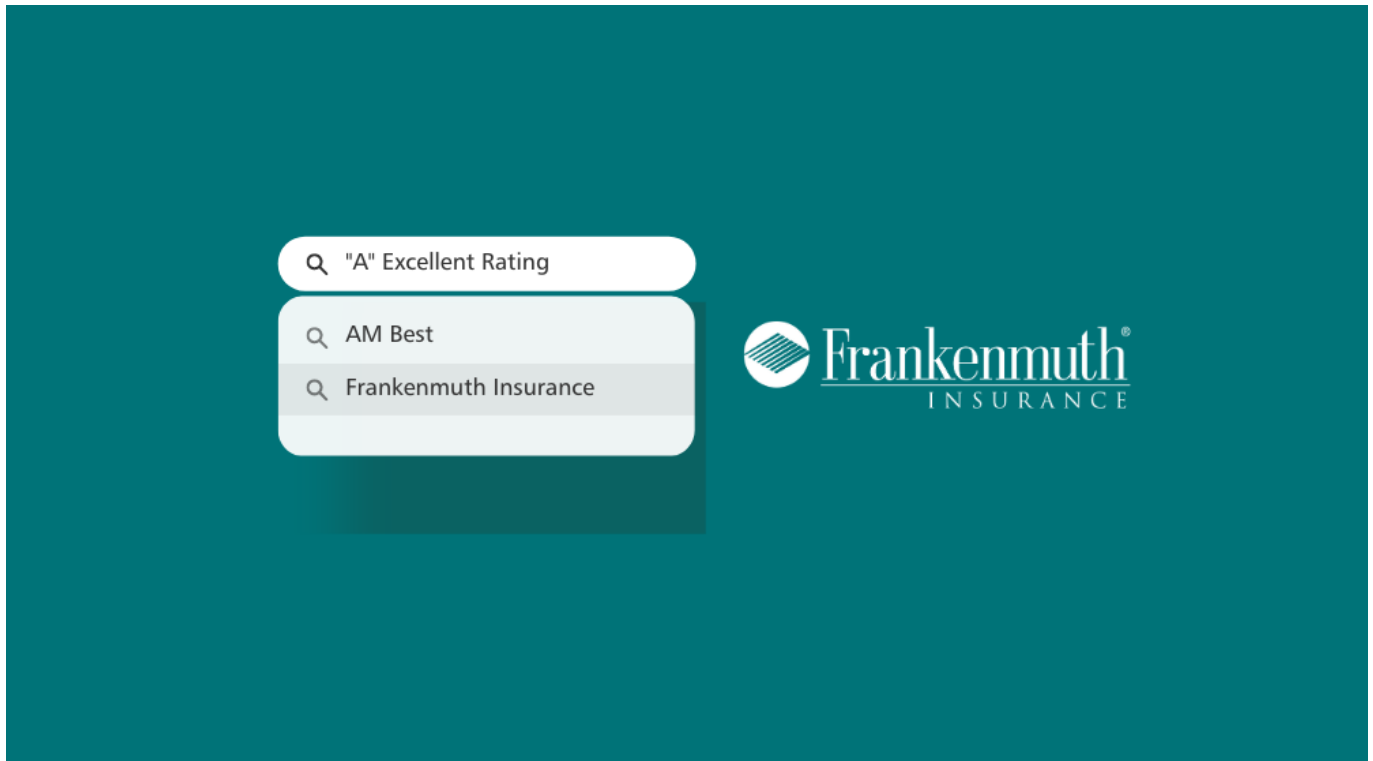 "A" Excellent Rating
AM Best
Frankenmuth Insurance
Frankenmuth®
INSURANCE